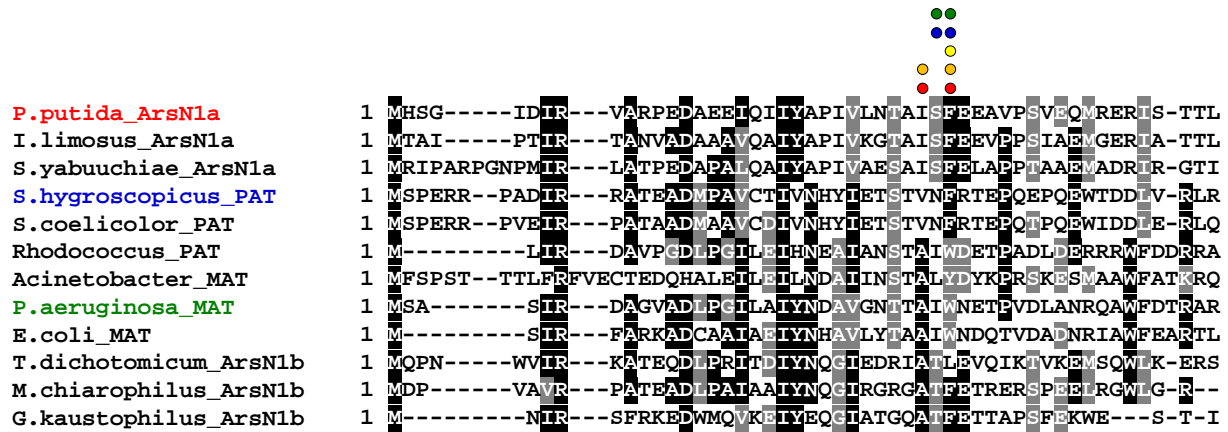 P.putida_ArsN1a 1 MHSG-----IDIR---VARPEDAEEIQIIYAPIVLNTAISFEEAVPSVEQMRERIS-TTL
I.limosus_ArsN1a 1 MTAI-----PTIR---TANVADAAAVQAIYAPIVKGTAISFEEVPPSIAEMGERIA-TTL
S.yabuuchiae_ArsN1a 1 MRIPARPGNPMIR---LATPEDAPALQAIYAPIVAESAISFELAPPTAAEMADRIR-GTI
S.hygroscopicus_PAT 1 MSPERR--PADIR---RATEADMPAVCTIVNHYIETSTVNFRTEPQEPQEWTDDLV-RLR
S.coelicolor_PAT 1 MSPERR--PVEIR---PATAADMAAVCDIVNHYIETSTVNFRTEPQTPQEWIDDLE-RLQ
Rhodococcus_PAT 1 M---------LIR---DAVPGDLPGILEIHNEAIANSTAIWDETPADLDERRRWFDDRRA
Acinetobacter_MAT 1 MFSPST--TTLFRFVECTEDQHALEILEILNDAIINSTALYDYKPRSKESMAAWFATKRQ
P.aeruginosa_MAT 1 MSA-------SIR---DAGVADLPGILAIYNDAVGNTTAIWNETPVDLANRQAWFDTRAR
E.coli_MAT 1 M---------SIR---FARKADCAAIAEIYNHAVLYTAAIWNDQTVDADNRIAWFEARTL
T.dichotomicum_ArsN1b 1 MQPN-----WVIR---KATEQDLPRITDIYNQGIEDRIATLEVQIKTVKEMSQWLK-ERS
M.chiarophilus_ArsN1b 1 MDP------VAVR---PATEADLPAIAAIYNQGIRGRGATFETRERSPEELRGWLG-R--
G.kaustophilus_ArsN1b 1 M---------NIR---SFRKEDWMQVKEIYEQGIATGQATFETTAPSFEKWE---S-T-I